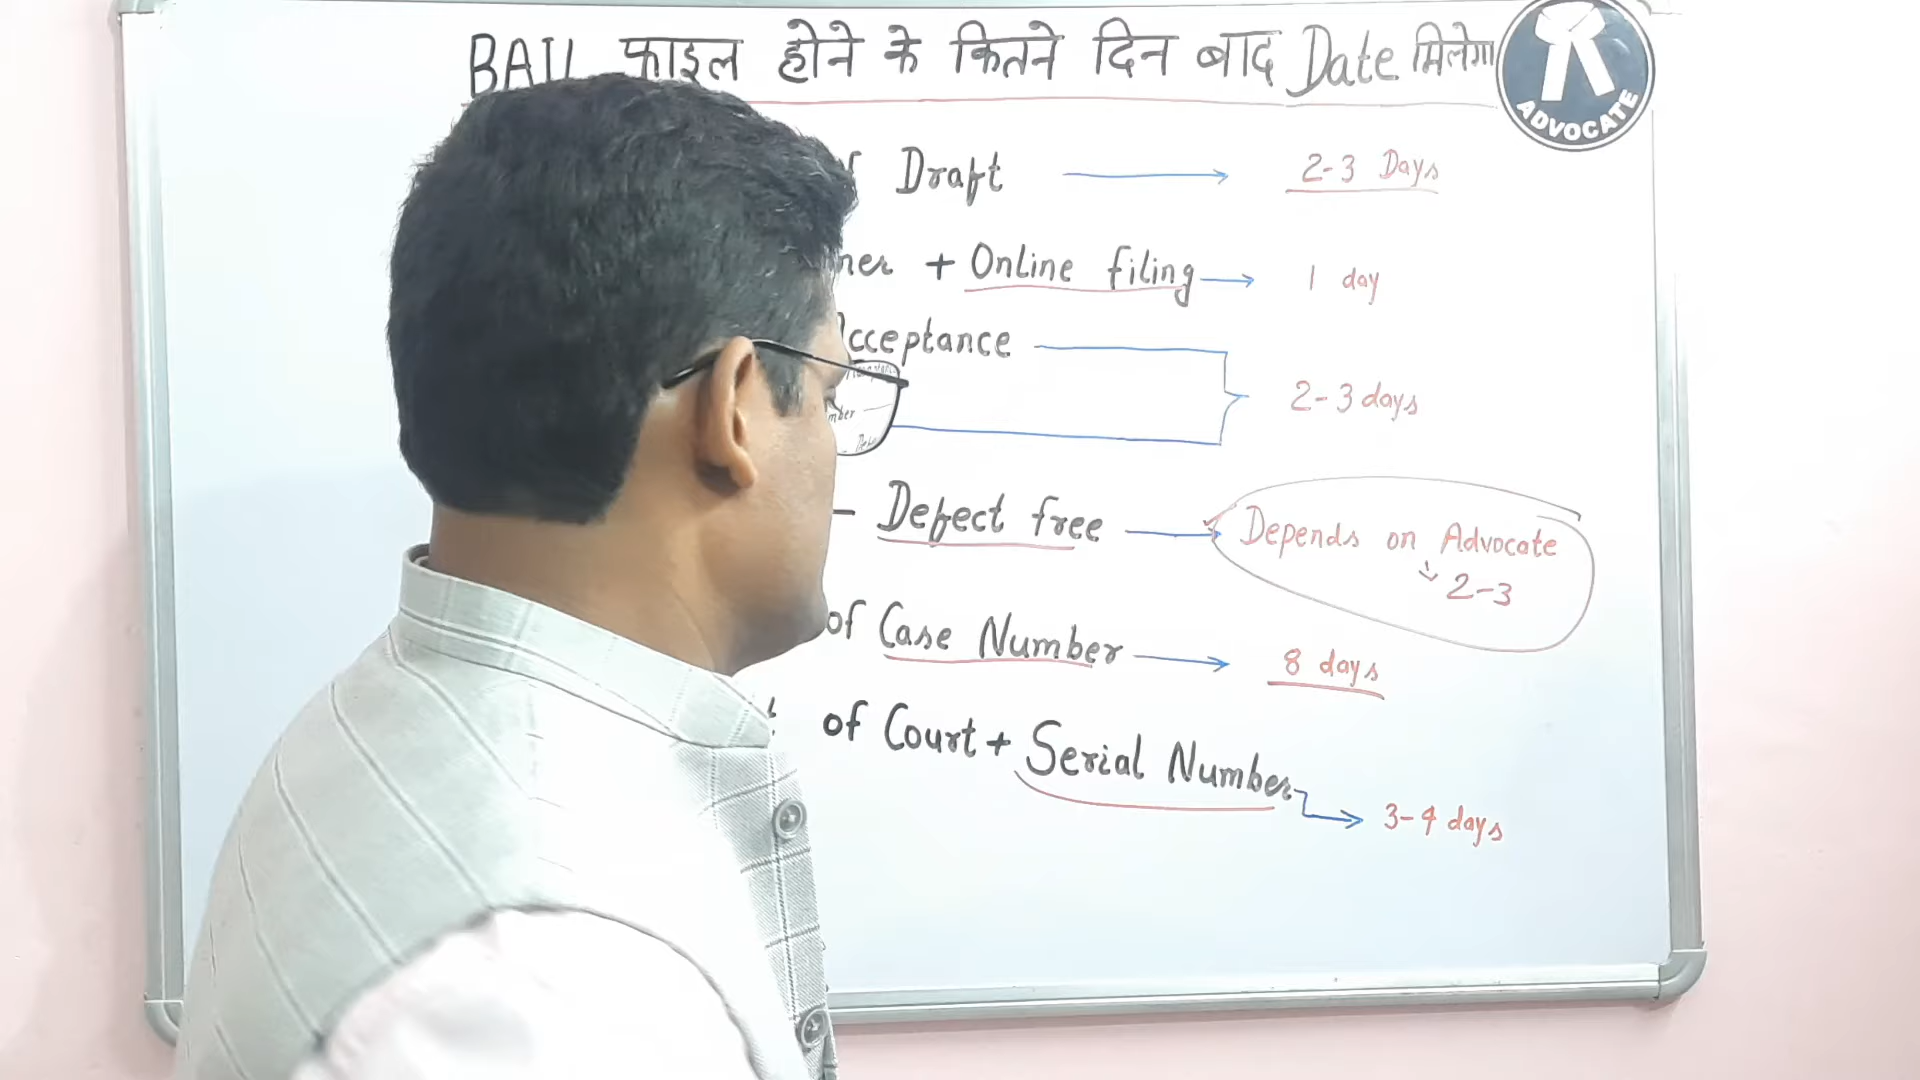 BAIL फाइल होने के कितने दिन बाद Date मिलेगा
ADVOCATE
Draft → 2-3 Days
+ Online filing → 1 day
Acceptance
2-3 days
- Defect free → Depends on Advocate
2-3
of Case Number → 8 days
of Court + Serial Number → 3-4 days